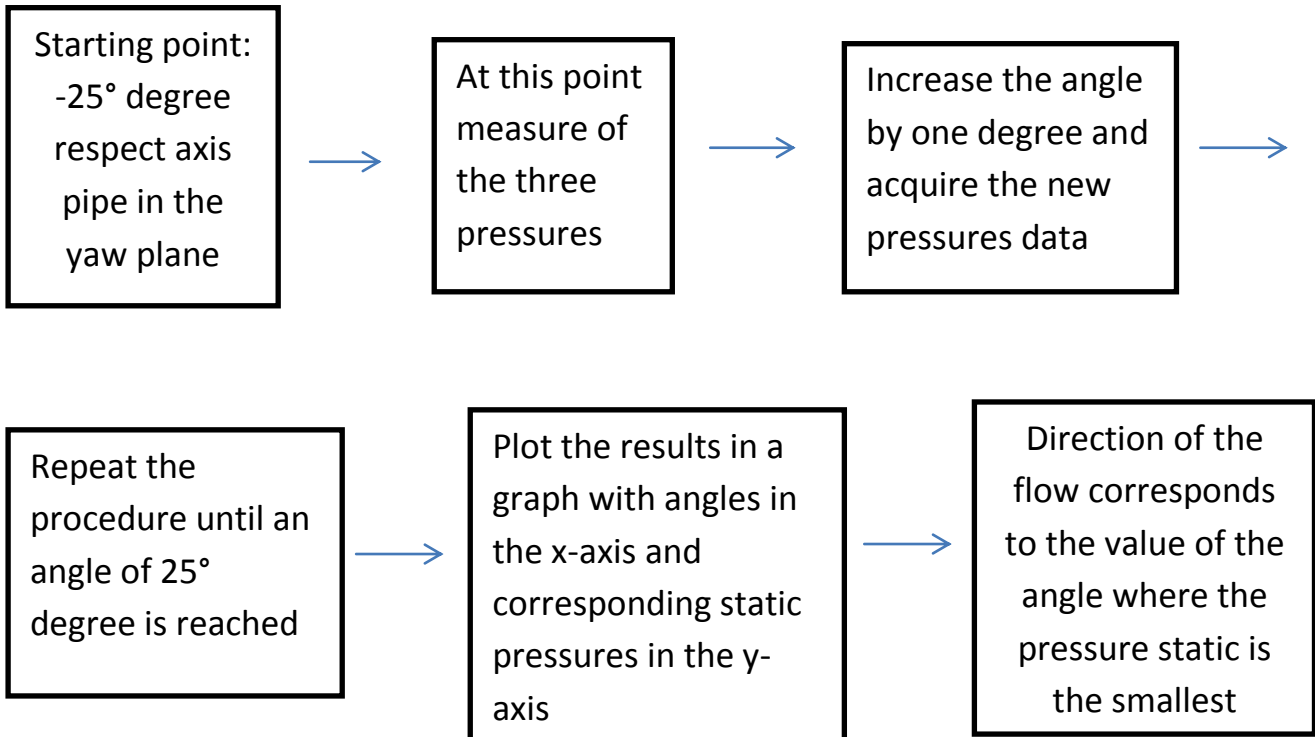 Starting point:
-25° degree
respect axis
pipe in the
yaw plane
At this point
measure of
the three
pressures
Increase the angle
by one degree and
acquire the new
pressures data
Repeat the
procedure until an
angle of 25°
degree is reached
Plot the results in a
graph with angles in
the x-axis and
corresponding static
pressures in the y-
axis
Direction of the
flow corresponds
to the value of the
angle where the
pressure static is
the smallest